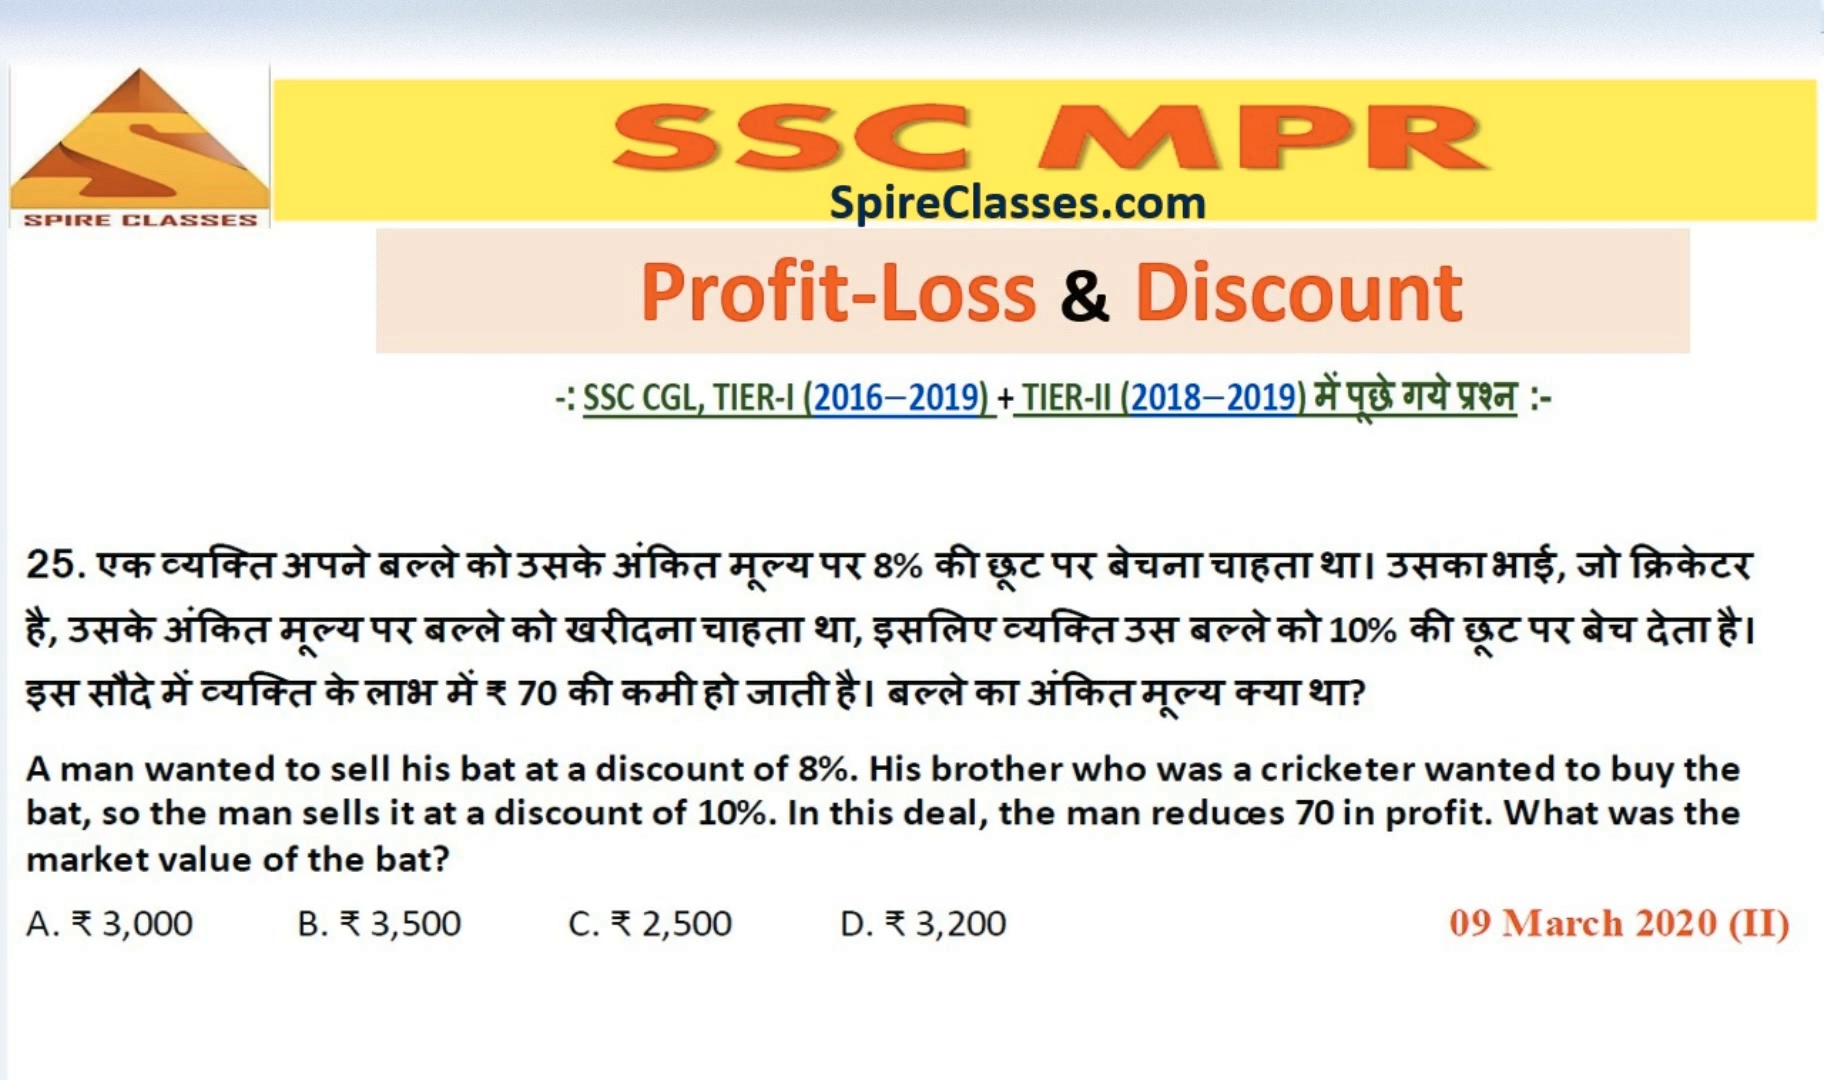 SSC MPR
SPIRE CLASSES
SpireClasses.com
Profit-Loss & Discount
-: SSC CGL, TIER-I (2016–2019) + TIER-II (2018–2019) में पूछे गये प्रश्न :-
25. एक व्यक्ति अपने बल्ले को उसके अंकित मूल्य पर 8% की छूट पर बेचना चाहता था। उसका भाई, जो क्रिकेटर
है, उसके अंकित मूल्य पर बल्ले को खरीदना चाहता था, इसलिए व्यक्ति उस बल्ले को 10% की छूट पर बेच देता है।
इस सौदे में व्यक्ति के लाभ में ₹ 70 की कमी हो जाती है। बल्ले का अंकित मूल्य क्या था?
A man wanted to sell his bat at a discount of 8%. His brother who was a cricketer wanted to buy the
bat, so the man sells it at a discount of 10%. In this deal, the man reduces 70 in profit. What was the
market value of the bat?
A. ₹ 3,000 B. ₹ 3,500 C. ₹ 2,500 D. ₹ 3,200 09 March 2020 (II)